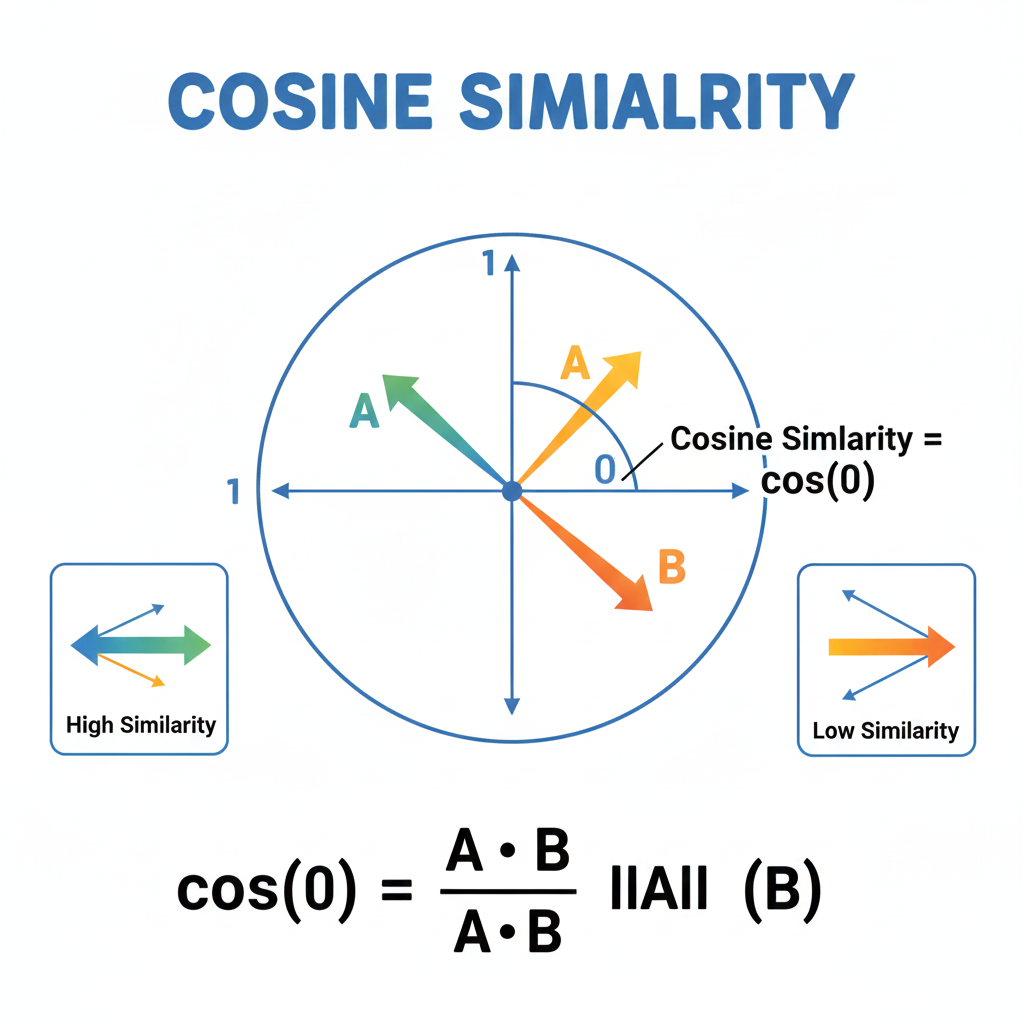 COSINE SIMIALRITY
1
A
A
Cosine Simlarity =
0
cos(0)
1
B
High Similarity
Low Similarity
cos(0) = A • B / A • B ||A|| (B)